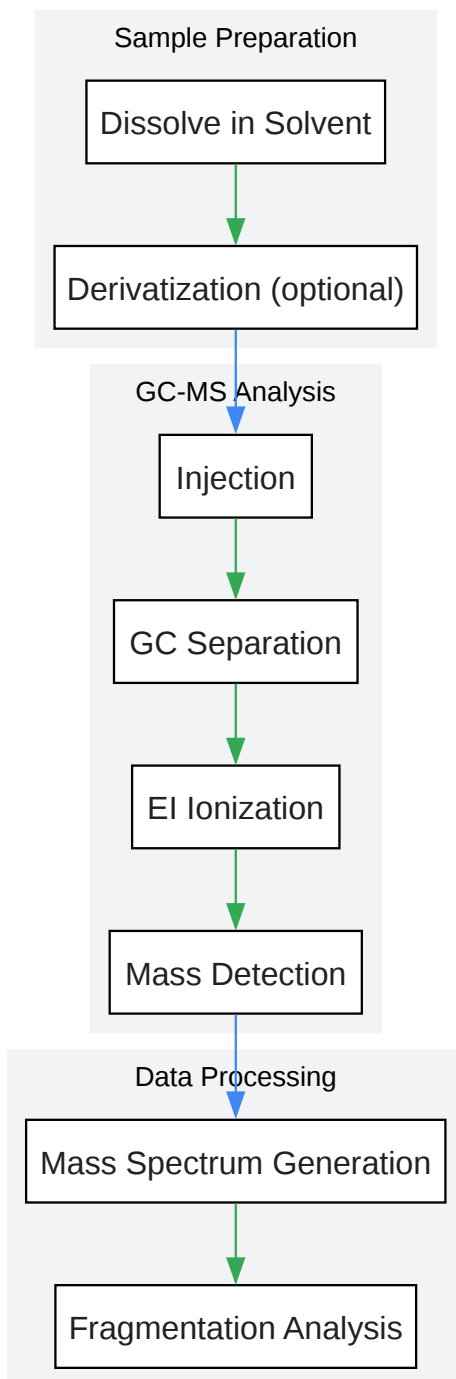 Sample Preparation
Dissolve in Solvent
Derivatization (optional)
GC-MS Analysis
Injection
GC Separation
EI Ionization
Mass Detection
Data Processing
Mass Spectrum Generation
Fragmentation Analysis